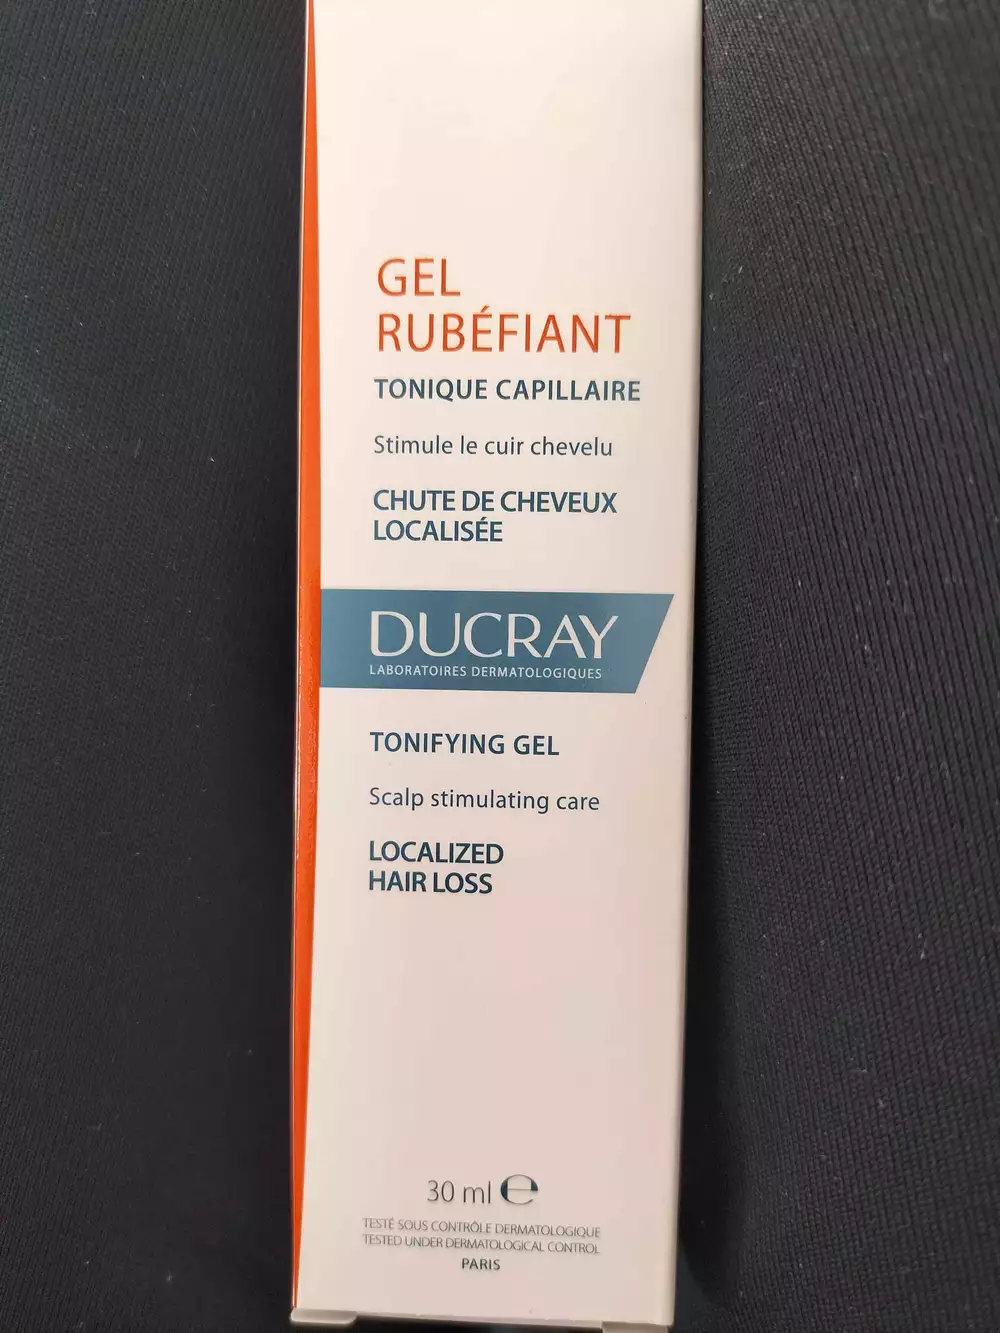 GEL
RUBÉFIANT
TONIQUE CAPILLAIRE
Stimule le cuir chevelu
CHUTE DE CHEVEUX
LOCALISÉE
DUCRAY
LABORATOIRES DERMATOLOGIQUES
TONIFYING GEL
Scalp stimulating care
LOCALIZED
HAIR LOSS
30 ml ℮
TESTÉ SOUS CONTRÔLE DERMATOLOGIQUE
TESTED UNDER DERMATOLOGICAL CONTROL
PARIS